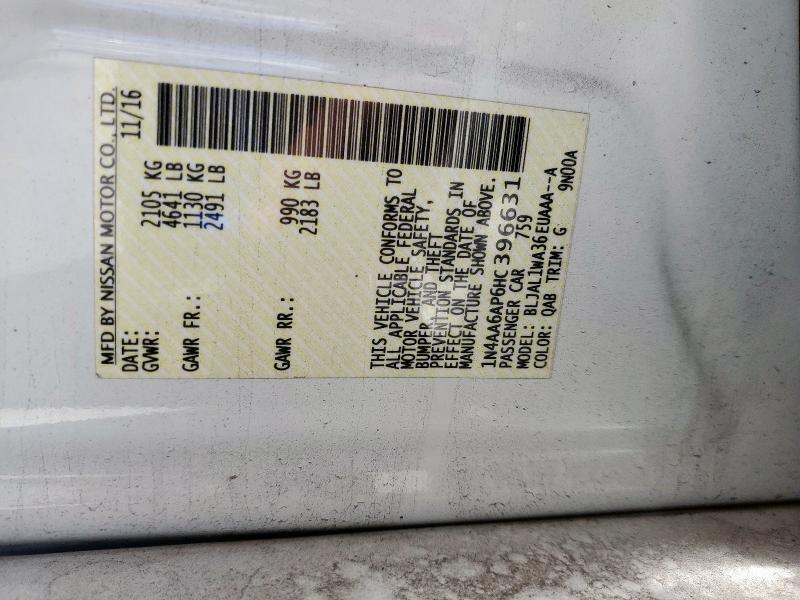 MFD BY NISSAN MOTOR CO., LTD.
DATE: 11/16
GVWR: 2105 KG
4641 LB
GAWR FR.: 1130 KG
2491 LB
GAWR RR.: 990 KG
2183 LB
THIS VEHICLE CONFORMS TO
ALL APPLICABLE FEDERAL
MOTOR VEHICLE SAFETY,
BUMPER, AND THEFT
PREVENTION STANDARDS IN
EFFECT ON THE DATE OF
MANUFACTURE SHOWN ABOVE.
1N4AA6AP6HC396631
PASSENGER CAR 759
MODEL: BLJAL1WA36EUAAA--A
COLOR: QAB TRIM: G 9N00A